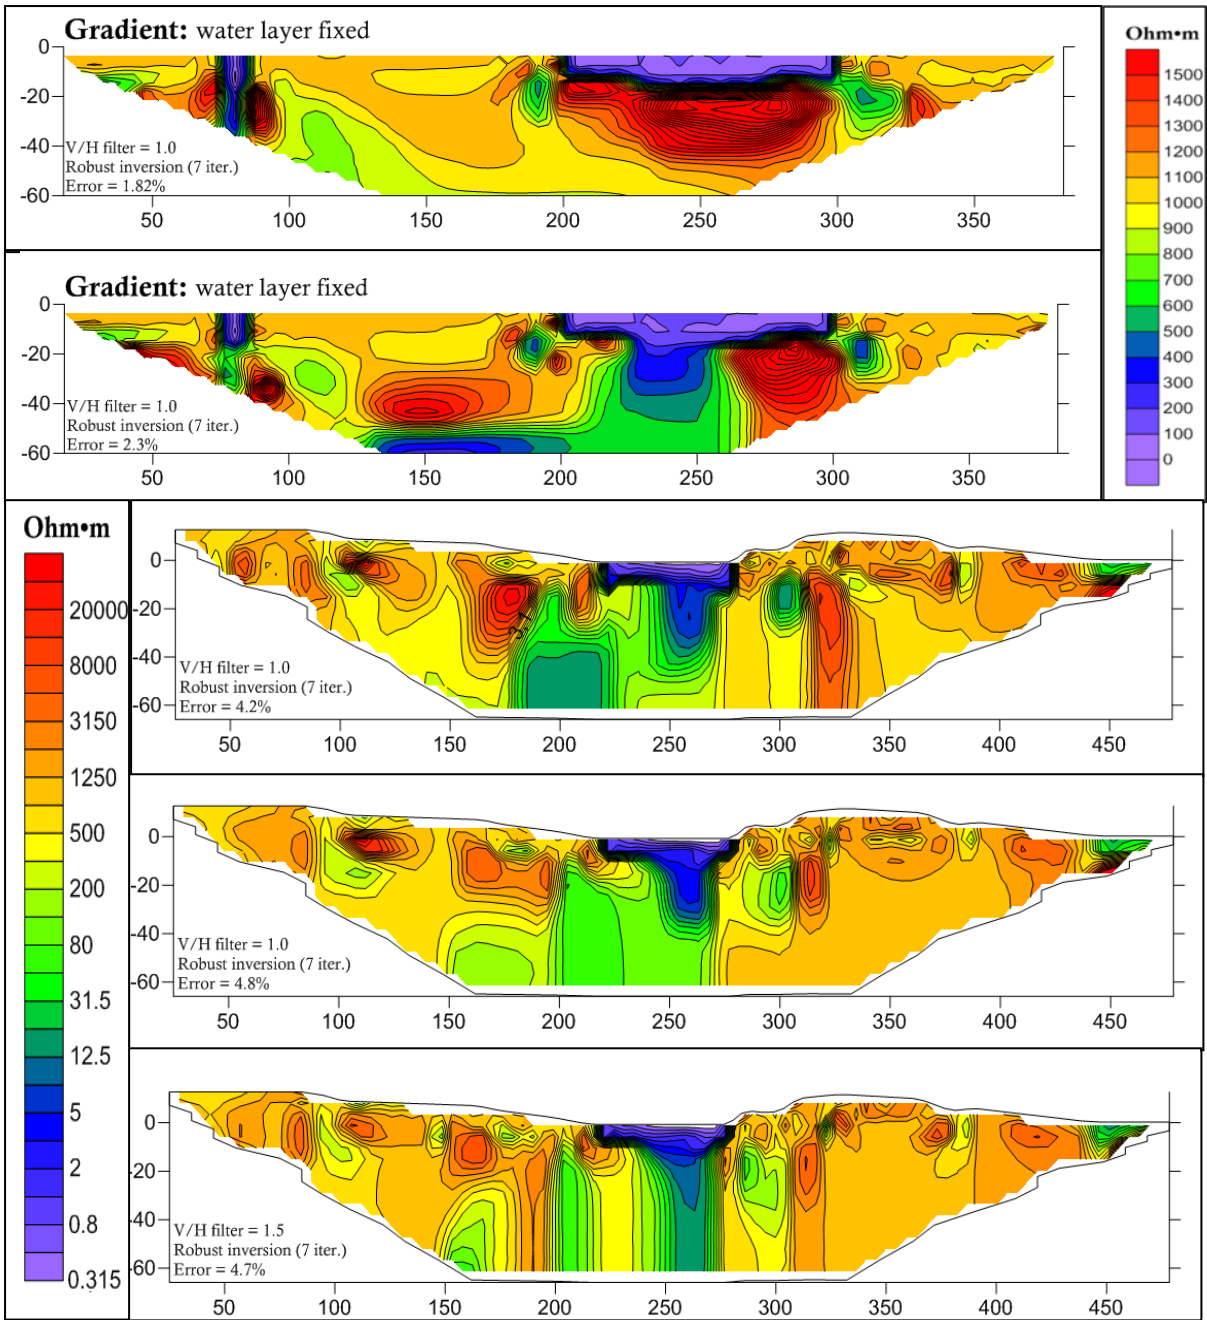 Gradient: water layer fixed
0
-20
-40
-60
V/H filter = 1.0
Robust inversion (7 iter.)
Error = 1.82%
50 100 150 200 250 300 350
Ohm•m
1500
1400
1300
1200
1100
1000
900
800
700
600
500
400
300
200
100
0
Gradient: water layer fixed
0
-20
-40
-60
V/H filter = 1.0
Robust inversion (7 iter.)
Error = 2.3%
50 100 150 200 250 300 350
Ohm•m
20000
8000
3150
1250
500
200
80
31.5
12.5
5
2
0.8
0.315
0
-20
-40
-60
V/H filter = 1.0
Robust inversion (7 iter.)
Error = 4.2%
50 100 150 200 250 300 350 400 450
0
-20
-40
-60
V/H filter = 1.0
Robust inversion (7 iter.)
Error = 4.8%
50 100 150 200 250 300 350 400 450
0
-20
-40
-60
V/H filter = 1.5
Robust inversion (7 iter.)
Error = 4.7%
50 100 150 200 250 300 350 400 450